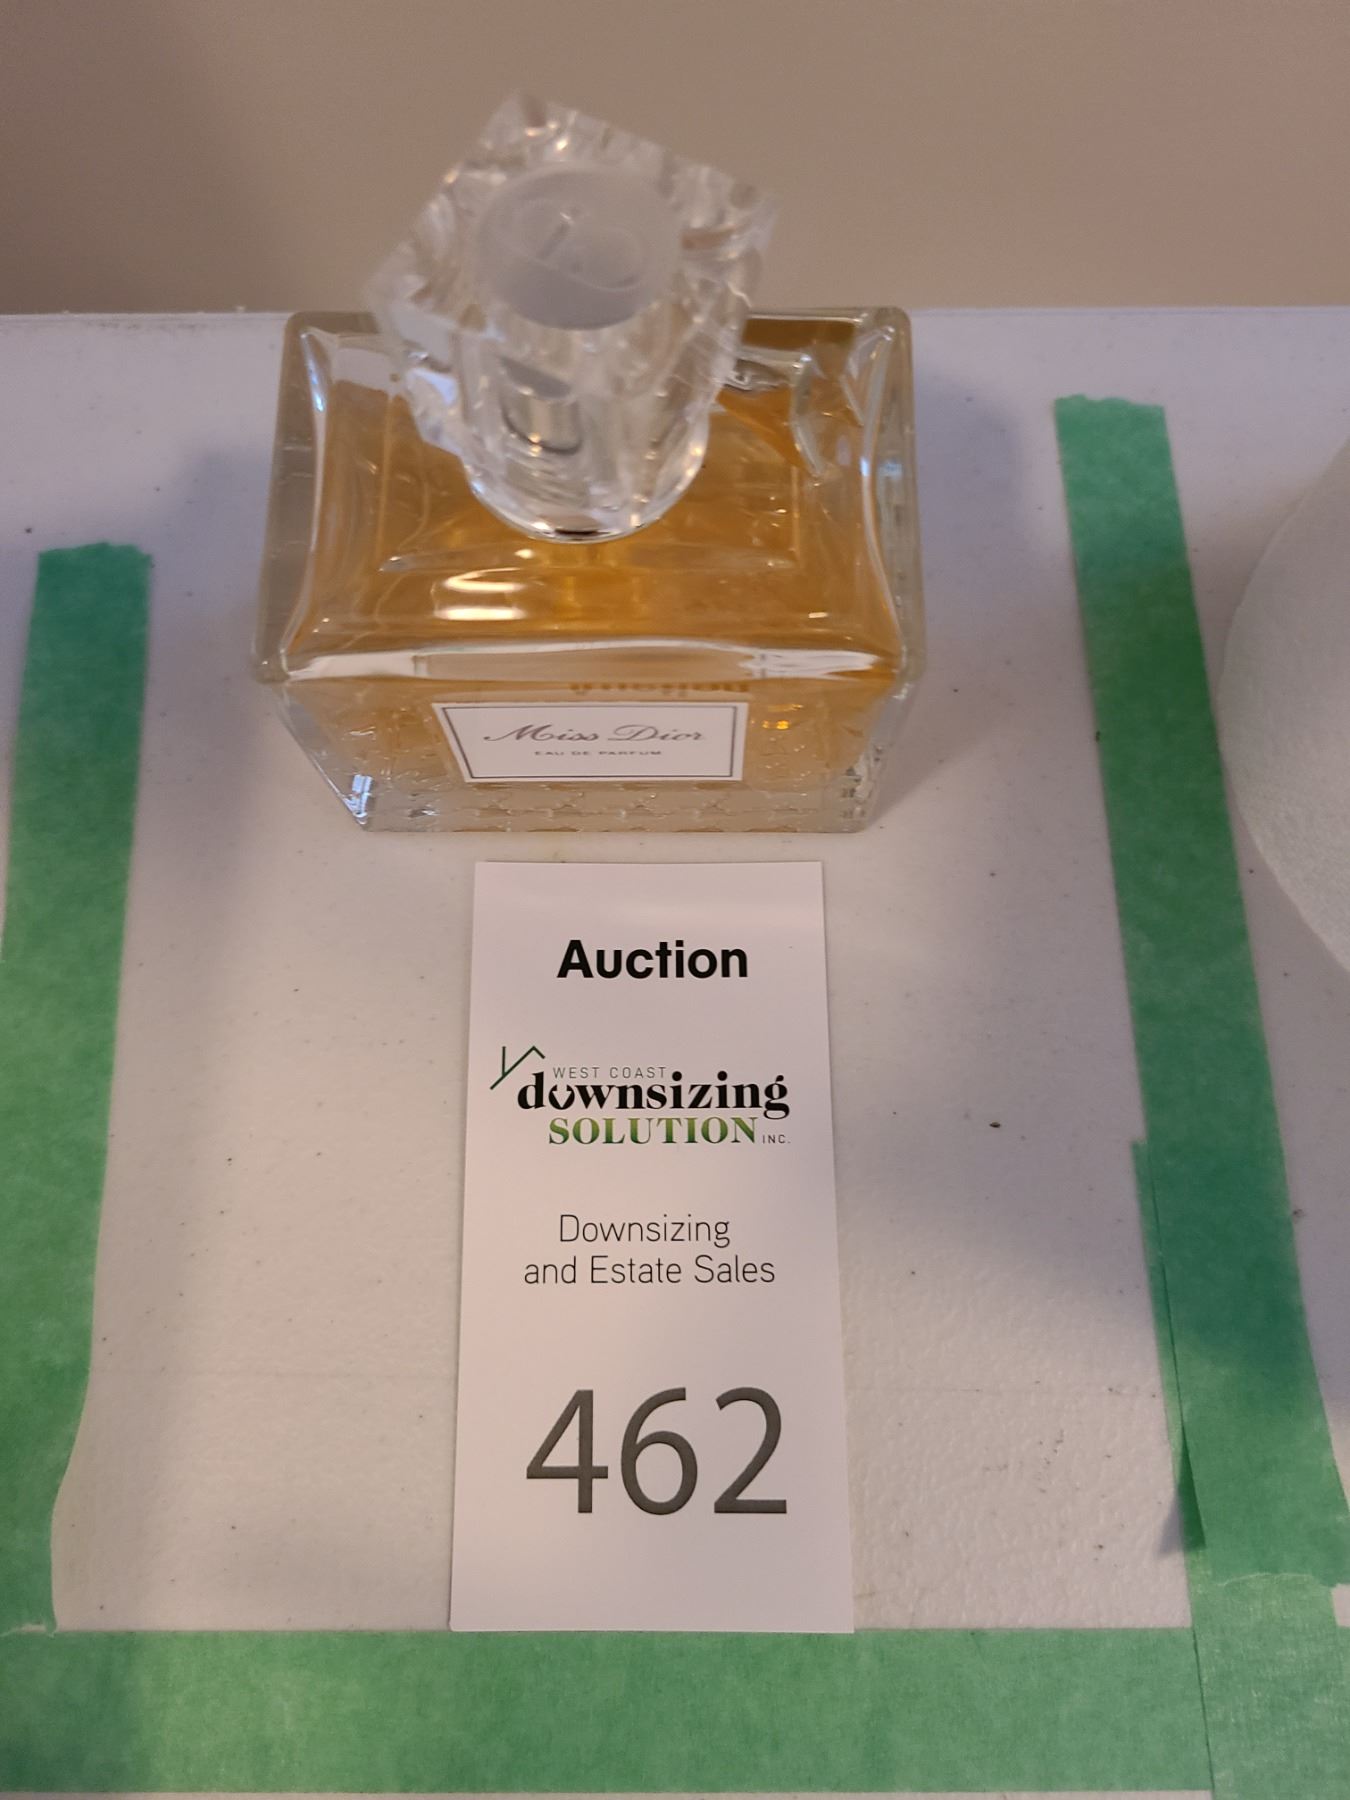 Miss Dior
EAU DE PARFUM
Auction
WEST COAST
downsizing
SOLUTION INC.
Downsizing
and Estate Sales
462